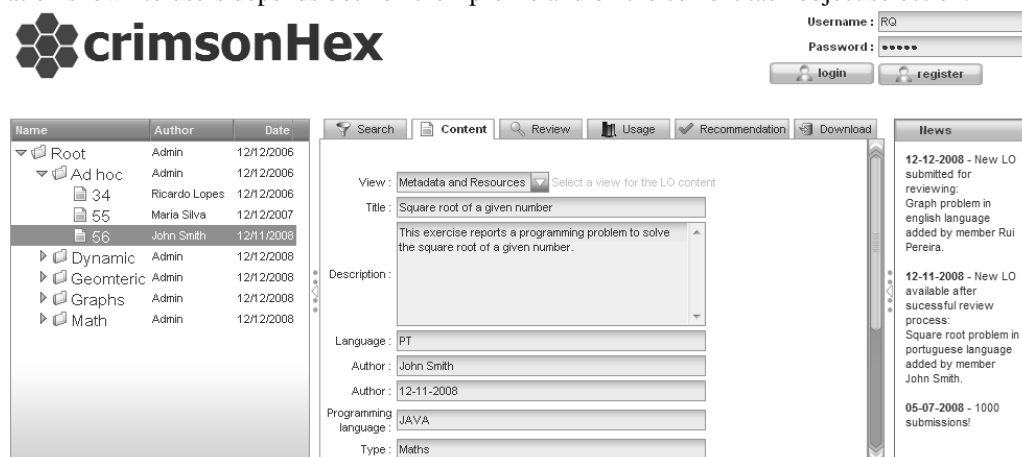 crimsonHex
Username : RQ
Password : •••••
login register
Name Author Date
Root Admin 12/12/2006
Ad hoc Admin 12/12/2006
34 Ricardo Lopes 12/12/2006
55 Maria Silva 12/12/2007
56 John Smith 12/11/2008
Dynamic Admin 12/12/2008
Geomteric Admin 12/12/2008
Graphs Admin 12/12/2008
Math Admin 12/12/2008
Search Content Review Usage Recommendation Download
View : Metadata and Resources Select a view for the LO content
Title : Square root of a given number
Description : This exercise reports a programming problem to solve
the square root of a given number.
Language : PT
Author : John Smith
Author : 12-11-2008
Programming
language : JAVA
Type : Maths
News
12-12-2008 - New LO
submitted for
reviewing:
Graph problem in
english language
added by member Rui
Pereira.
12-11-2008 - New LO
available after
sucessful review
process:
Square root problem in
portuguese language
added by member
John Smith.
05-07-2008 - 1000
submissions!